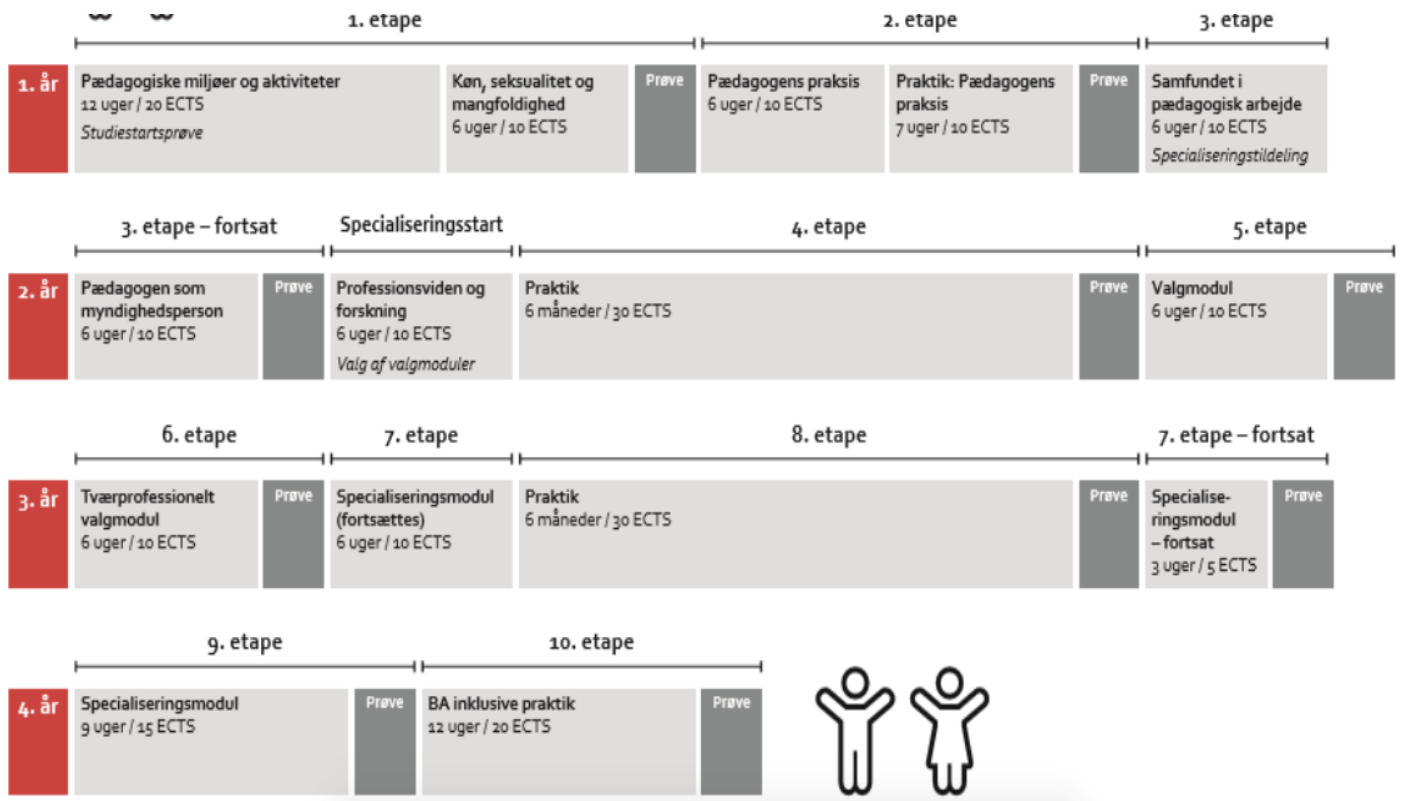 1. etape
2. etape
3. etape
1. år
Pædagogiske miljøer og aktiviteter
12 uger / 20 ECTS
Studiestartsprøve
Køn, seksualitet og
mangfoldighed
6 uger / 10 ECTS
Prøve
Pædagogens praksis
6 uger / 10 ECTS
Praktik: Pædagogens
praksis
7 uger / 10 ECTS
Prøve
Samfundet i
pædagogisk arbejde
6 uger / 10 ECTS
Specialiseringstildeling
3. etape – fortsat
Specialiseringsstart
4. etape
5. etape
2. år
Pædagogen som
myndighedsperson
6 uger / 10 ECTS
Prøve
Professionsviden og
forskning
6 uger / 10 ECTS
Valg af valgmoduler
Praktik
6 måneder / 30 ECTS
Prøve
Valgmodul
6 uger / 10 ECTS
Prøve
6. etape
7. etape
8. etape
7. etape – fortsat
3. år
Tværprofessionelt
valgmodul
6 uger / 10 ECTS
Prøve
Specialiseringsmodul
(fortsættes)
6 uger / 10 ECTS
Praktik
6 måneder / 30 ECTS
Prøve
Specialise-
ringsmodul
– fortsat
3 uger / 5 ECTS
Prøve
9. etape
10. etape
4. år
Specialiseringsmodul
9 uger / 15 ECTS
Prøve
BA inklusive praktik
12 uger / 20 ECTS
Prøve